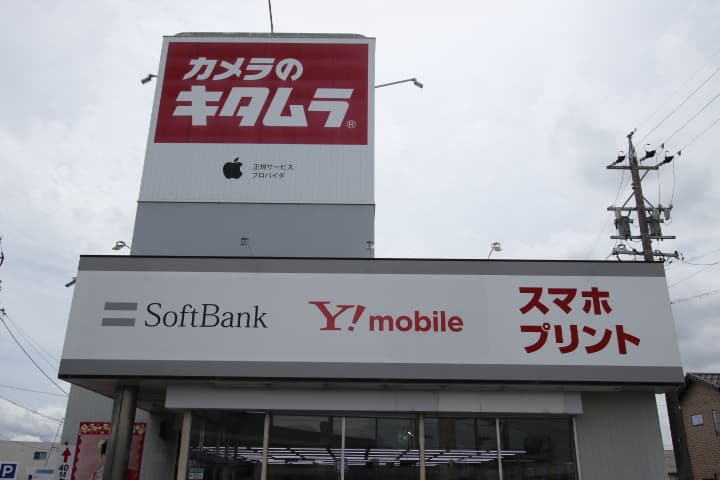 カメラの
キタムラ®
正規サービス
プロバイダ
SoftBank
Y! mobile
スマホ
プリント
P
40